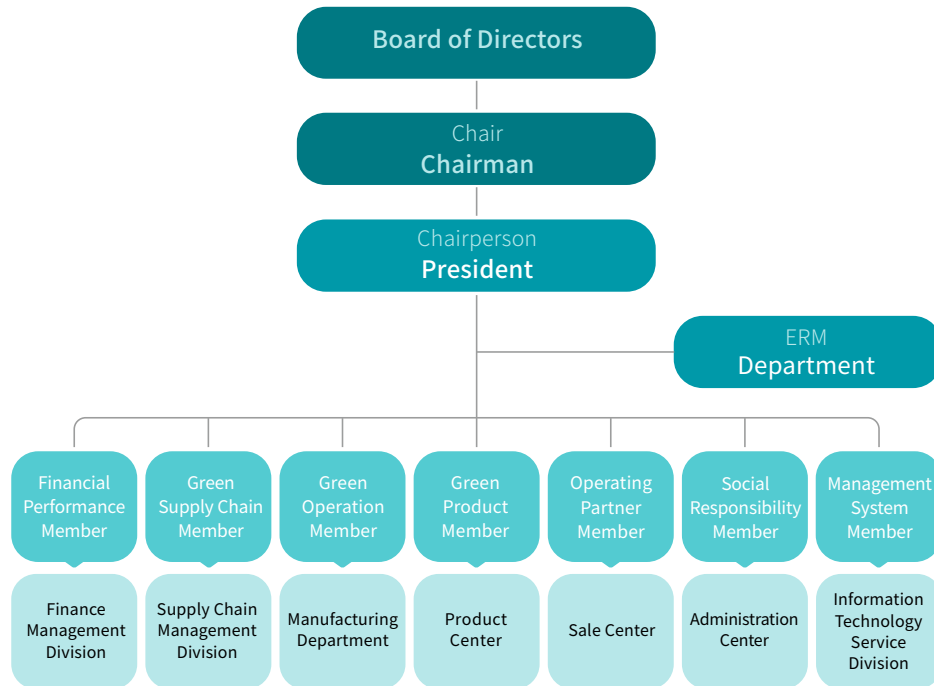 Board of Directors
Chair
Chairman
Chairperson
President
ERM
Department
Financial
Performance
Member
Green
Supply Chain
Member
Green
Operation
Member
Green
Product
Member
Operating
Partner
Member
Social
Responsibility
Member
Management
System
Member
Finance
Management
Division
Supply Chain
Management
Division
Manufacturing
Department
Product
Center
Sale Center
Administration
Center
Information
Technology
Service
Division